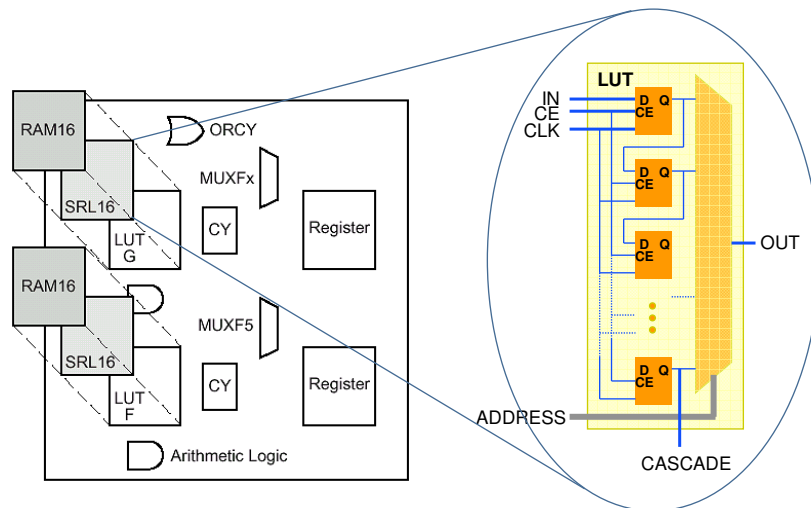 RAM16
ORCY
SRL16
MUXFx
LUT
G
CY
Register
RAM16
SRL16
MUXF5
LUT
F
CY
Register
Arithmetic Logic
LUT
IN
CE
CLK
D Q
CE
D Q
CE
D Q
CE
D Q
CE
OUT
ADDRESS
CASCADE